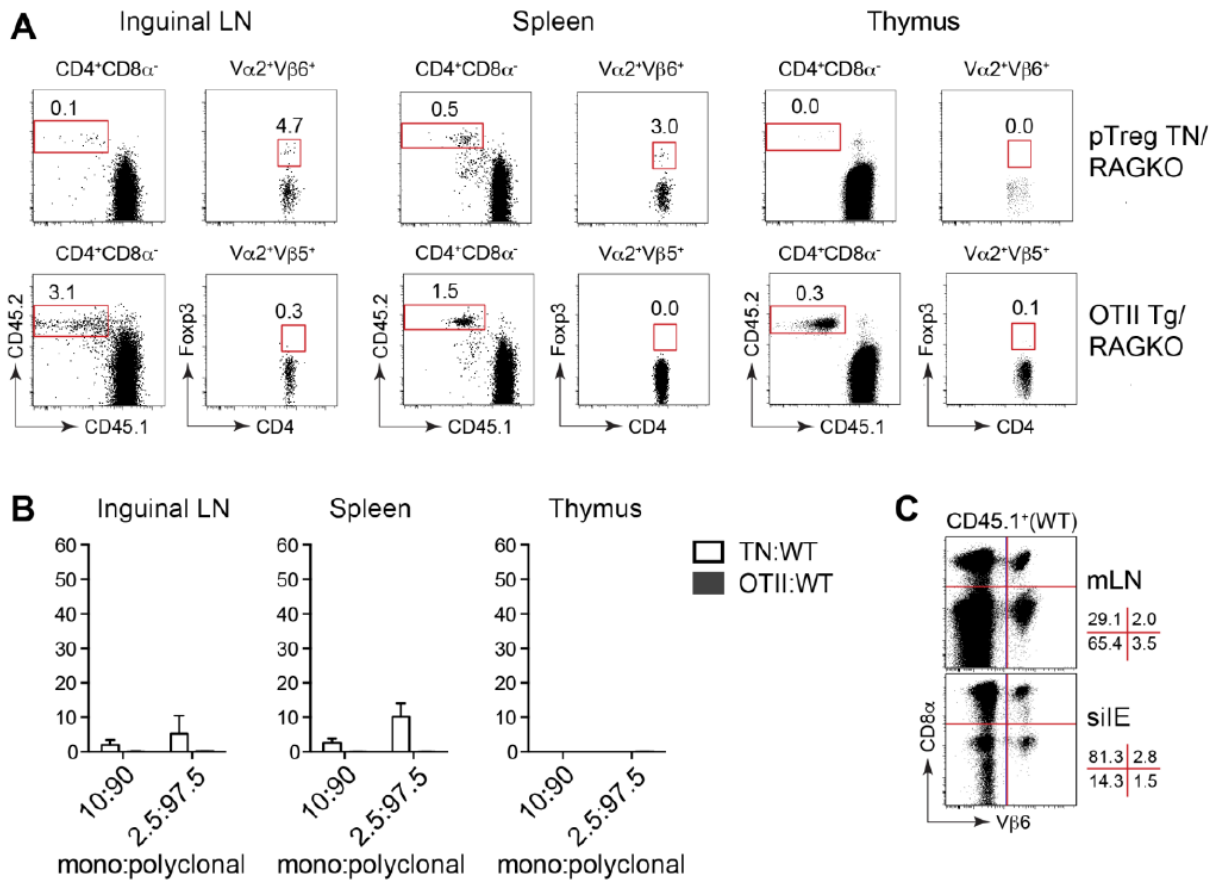 A
Inguinal LN Spleen Thymus
CD4⁺CD8α⁻ Vα2⁺Vβ6⁺ CD4⁺CD8α⁻ Vα2⁺Vβ6⁺ CD4⁺CD8α⁻ Vα2⁺Vβ6⁺
0.1 4.7 0.5 3.0 0.0 0.0
pTreg TN/
RAGKO
CD4⁺CD8α⁻ Vα2⁺Vβ5⁺ CD4⁺CD8α⁻ Vα2⁺Vβ5⁺ CD4⁺CD8α⁻ Vα2⁺Vβ5⁺
3.1 0.3 1.5 0.0 0.3 0.1
OTII Tg/
RAGKO
CD45.2 Foxp3 CD45.2 Foxp3 CD45.2 Foxp3
CD45.1 CD4 CD45.1 CD4 CD45.1 CD4
B
Inguinal LN Spleen Thymus
60 60 60
50 50 50
40 40 40
30 30 30
20 20 20
10 10 10
0 0 0
10:90 2.5:97.5 10:90 2.5:97.5 10:90 2.5:97.5
mono:polyclonal mono:polyclonal mono:polyclonal
TN:WT
OTII:WT
C
CD45.1⁺(WT)
mLN
29.1 2.0
65.4 3.5
siIE
81.3 2.8
14.3 1.5
CD8α
Vβ6